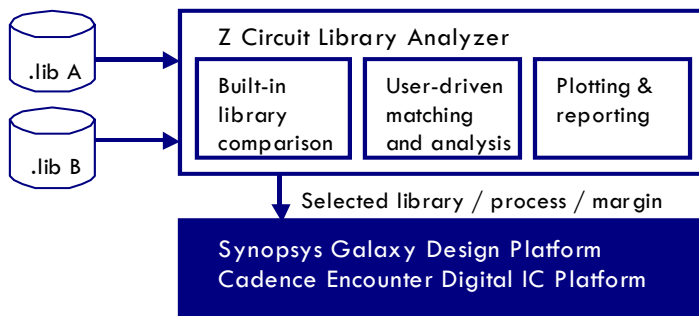 .lib A
.lib B
Z Circuit Library Analyzer
Built-in
library
comparison
User-driven
matching
and analysis
Plotting &
reporting
Selected library / process / margin
Synopsys Galaxy Design Platform
Cadence Encounter Digital IC Platform